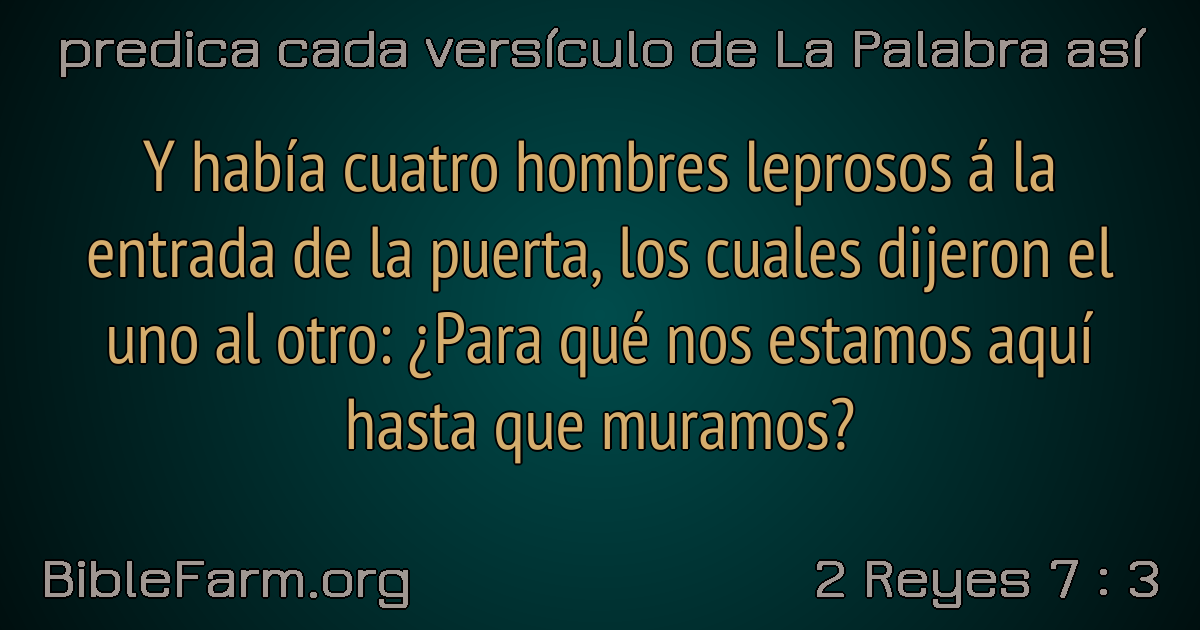 predica cada versículo de La Palabra así
Y había cuatro hombres leprosos á la
entrada de la puerta, los cuales dijeron el
uno al otro: ¿Para qué nos estamos aquí
hasta que muramos?
BibleFarm.org
2 Reyes 7 : 3